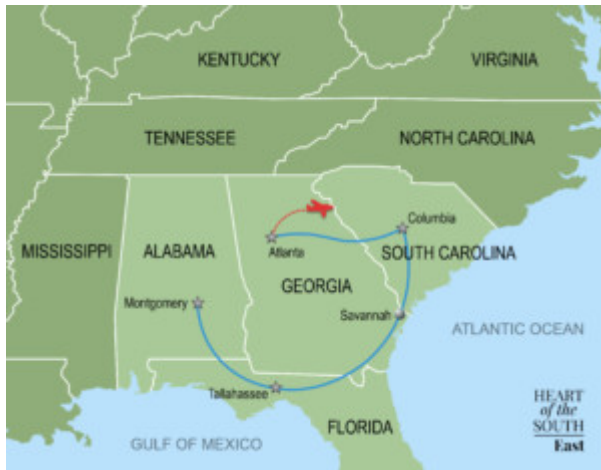 KENTUCKY
VIRGINIA
TENNESSEE
NORTH CAROLINA
Columbia
Atlanta
MISSISSIPPI
ALABAMA
SOUTH CAROLINA
GEORGIA
Montgomery
Savannah
ATLANTIC OCEAN
Tallahassee
HEART
of the
SOUTH
East
FLORIDA
GULF OF MEXICO